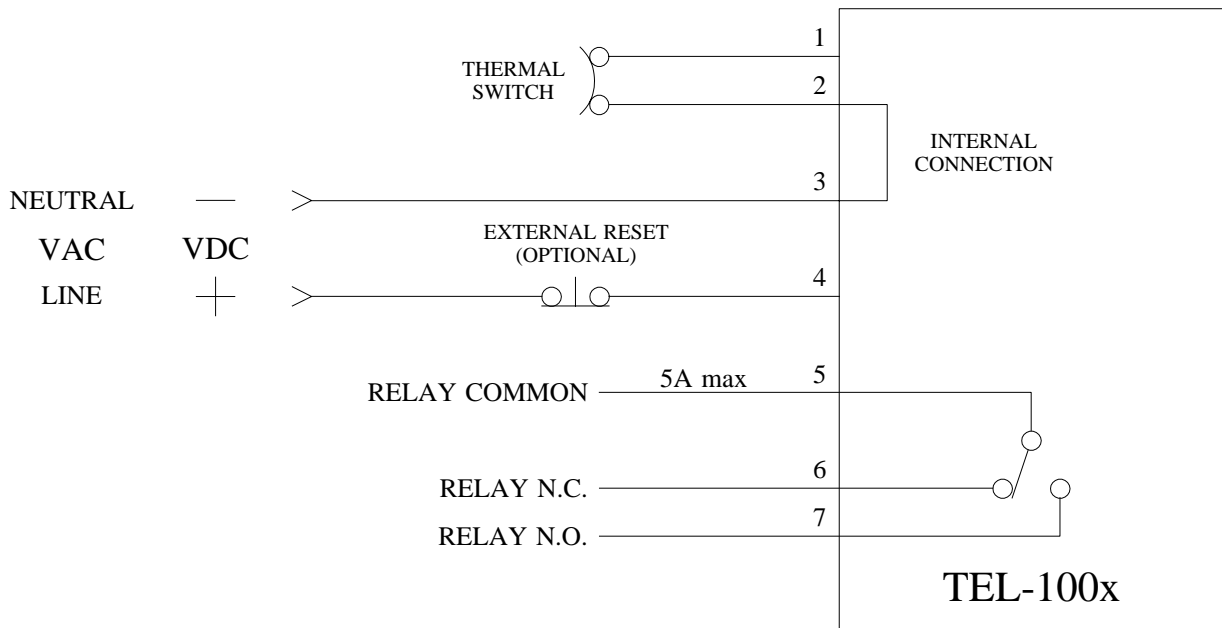 1
THERMAL
SWITCH
2
INTERNAL
CONNECTION
3
NEUTRAL
EXTERNAL RESET
(OPTIONAL)
VAC VDC
4
LINE
5A max 5
RELAY COMMON
6
RELAY N.C.
7
RELAY N.O.
TEL-100x